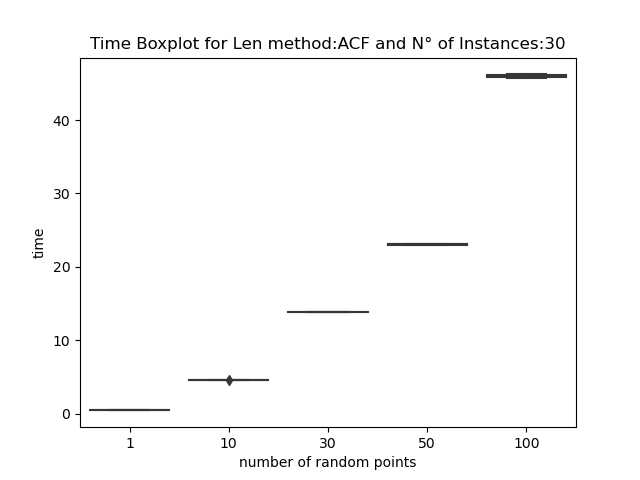 Time Boxplot for Len method:ACF and N° of Instances:30
time
40
30
20
10
0
1 10 30 50 100
number of random points